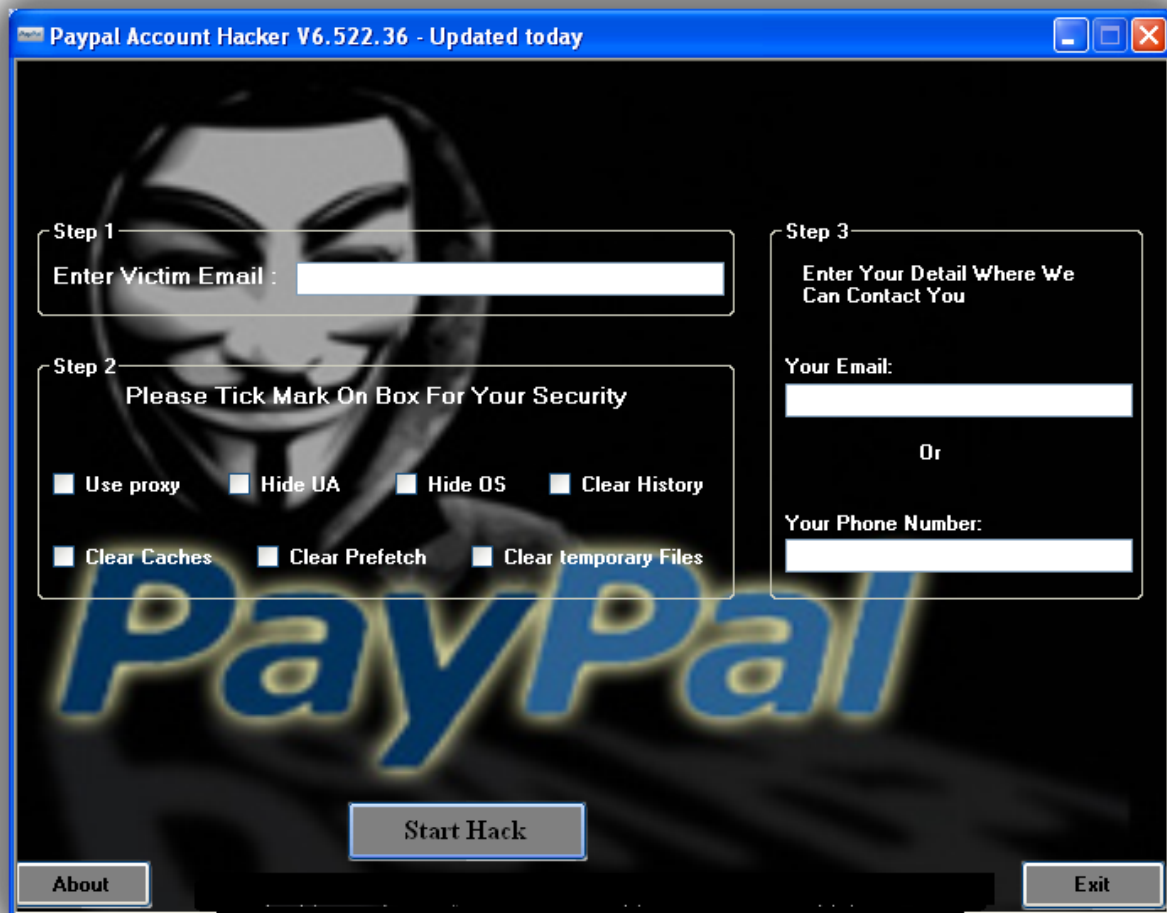 Paypal Account Hacker V6.522.36 - Updated today
Step 1
Enter Victim Email :
Step 2
Please Tick Mark On Box For Your Security
Use proxy
Hide UA
Hide OS
Clear History
Clear Caches
Clear Prefetch
Clear temporary Files
Step 3
Enter Your Detail Where We
Can Contact You
Your Email:
Or
Your Phone Number:
PayPal
Start Hack
About
Exit